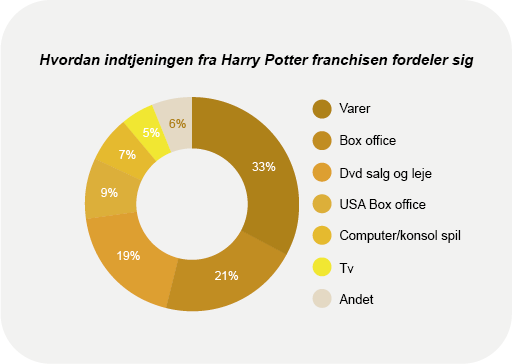 Hvordan indtjeningen fra Harry Potter franchisen fordeler sig
33%
21%
19%
9%
7%
5%
6%
Varer
Box office
Dvd salg og leje
USA Box office
Computer/konsol spil
Tv
Andet